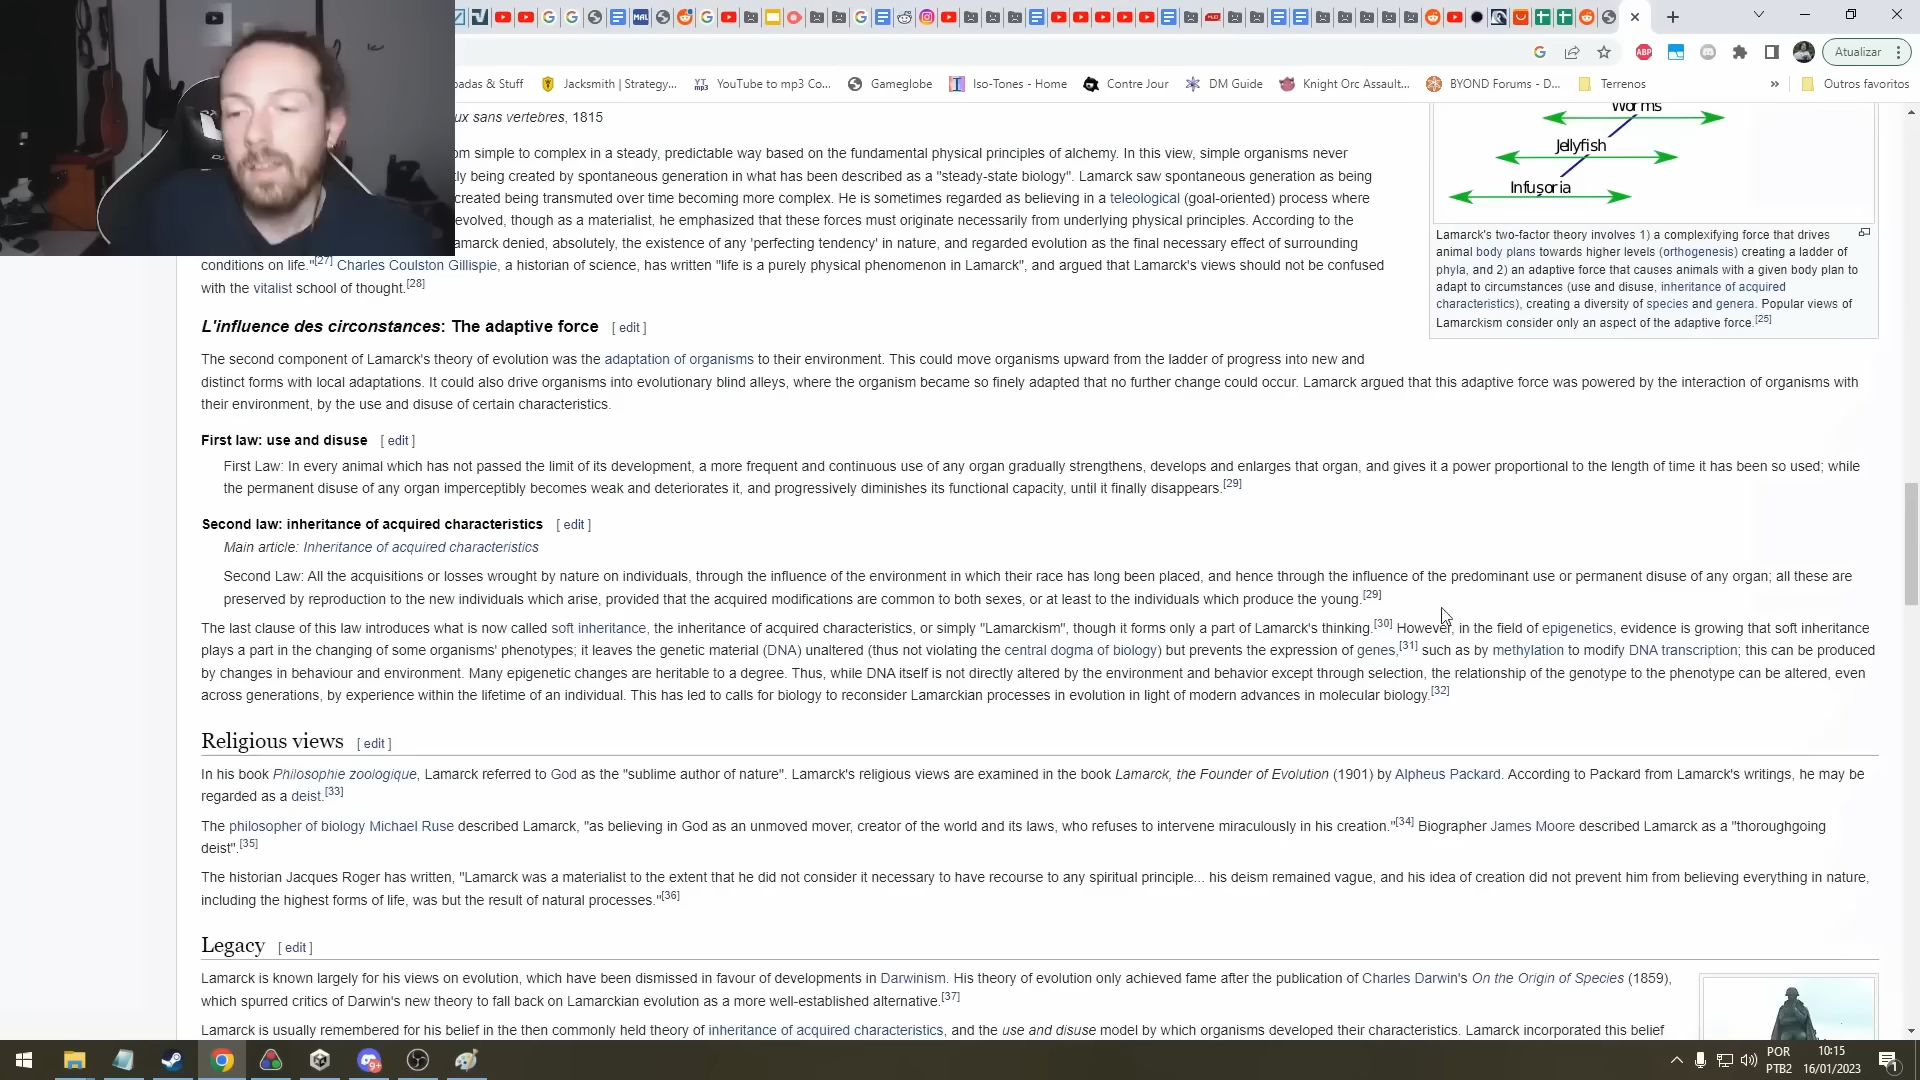 Atualizar
padas & Stuff
Jacksmith | Strategy...
YouTube to mp3 Co...
Gameglobe
Iso-Tones - Home
Contre Jour
DM Guide
Knight Orc Assault...
BYOND Forums - D...
Terrenos
»
Outros favoritos
ux sans vertebres, 1815
om simple to complex in a steady, predictable way based on the fundamental physical principles of alchemy. In this view, simple organisms never
tly being created by spontaneous generation in what has been described as a "steady-state biology". Lamarck saw spontaneous generation as being
created being transmuted over time becoming more complex. He is sometimes regarded as believing in a teleological (goal-oriented) process where
evolved, though as a materialist, he emphasized that these forces must originate necessarily from underlying physical principles. According to the
amarck denied, absolutely, the existence of any 'perfecting tendency' in nature, and regarded evolution as the final necessary effect of surrounding
conditions on life."[27] Charles Coulston Gillispie, a historian of science, has written "life is a purely physical phenomenon in Lamarck", and argued that Lamarck's views should not be confused
with the vitalist school of thought.[28]
Worms
Jellyfish
Infusoria
Lamarck's two-factor theory involves 1) a complexifying force that drives
animal body plans towards higher levels (orthogenesis) creating a ladder of
phyla, and 2) an adaptive force that causes animals with a given body plan to
adapt to circumstances (use and disuse, inheritance of acquired
characteristics), creating a diversity of species and genera. Popular views of
Lamarckism consider only an aspect of the adaptive force.[25]
L'influence des circonstances: The adaptive force [ edit ]
The second component of Lamarck's theory of evolution was the adaptation of organisms to their environment. This could move organisms upward from the ladder of progress into new and
distinct forms with local adaptations. It could also drive organisms into evolutionary blind alleys, where the organism became so finely adapted that no further change could occur. Lamarck argued that this adaptive force was powered by the interaction of organisms with
their environment, by the use and disuse of certain characteristics.
First law: use and disuse [ edit ]
First Law: In every animal which has not passed the limit of its development, a more frequent and continuous use of any organ gradually strengthens, develops and enlarges that organ, and gives it a power proportional to the length of time it has been so used; while
the permanent disuse of any organ imperceptibly becomes weak and deteriorates it, and progressively diminishes its functional capacity, until it finally disappears.[29]
Second law: inheritance of acquired characteristics [ edit ]
Main article: Inheritance of acquired characteristics
Second Law: All the acquisitions or losses wrought by nature on individuals, through the influence of the environment in which their race has long been placed, and hence through the influence of the predominant use or permanent disuse of any organ; all these are
preserved by reproduction to the new individuals which arise, provided that the acquired modifications are common to both sexes, or at least to the individuals which produce the young.[29]
The last clause of this law introduces what is now called soft inheritance, the inheritance of acquired characteristics, or simply "Lamarckism", though it forms only a part of Lamarck's thinking.[30] However, in the field of epigenetics, evidence is growing that soft inheritance
plays a part in the changing of some organisms' phenotypes; it leaves the genetic material (DNA) unaltered (thus not violating the central dogma of biology) but prevents the expression of genes,[31] such as by methylation to modify DNA transcription; this can be produced
by changes in behaviour and environment. Many epigenetic changes are heritable to a degree. Thus, while DNA itself is not directly altered by the environment and behavior except through selection, the relationship of the genotype to the phenotype can be altered, even
across generations, by experience within the lifetime of an individual. This has led to calls for biology to reconsider Lamarckian processes in evolution in light of modern advances in molecular biology.[32]
Religious views [ edit ]
In his book Philosophie zoologique, Lamarck referred to God as the "sublime author of nature". Lamarck's religious views are examined in the book Lamarck, the Founder of Evolution (1901) by Alpheus Packard. According to Packard from Lamarck's writings, he may be
regarded as a deist.[33]
The philosopher of biology Michael Ruse described Lamarck, "as believing in God as an unmoved mover, creator of the world and its laws, who refuses to intervene miraculously in his creation."[34] Biographer James Moore described Lamarck as a "thoroughgoing
deist".[35]
The historian Jacques Roger has written, "Lamarck was a materialist to the extent that he did not consider it necessary to have recourse to any spiritual principle... his deism remained vague, and his idea of creation did not prevent him from believing everything in nature,
including the highest forms of life, was but the result of natural processes."[36]
Legacy [ edit ]
Lamarck is known largely for his views on evolution, which have been dismissed in favour of developments in Darwinism. His theory of evolution only achieved fame after the publication of Charles Darwin's On the Origin of Species (1859),
which spurred critics of Darwin's new theory to fall back on Lamarckian evolution as a more well-established alternative.[37]
Lamarck is usually remembered for his belief in the then commonly held theory of inheritance of acquired characteristics, and the use and disuse model by which organisms developed their characteristics. Lamarck incorporated this belief
POR
PTB2
10:15
16/01/2023